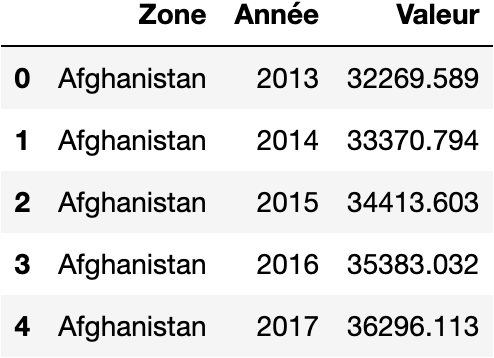 Zone Année Valeur
0 Afghanistan 2013 32269.589
1 Afghanistan 2014 33370.794
2 Afghanistan 2015 34413.603
3 Afghanistan 2016 35383.032
4 Afghanistan 2017 36296.113